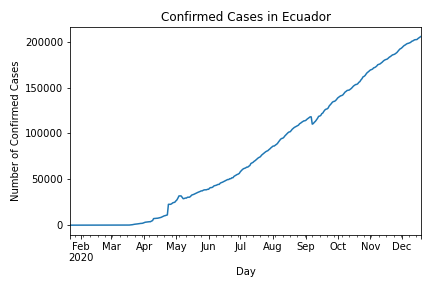 Confirmed Cases in Ecuador
Number of Confirmed Cases
200000
150000
100000
50000
0
Feb Mar Apr May Jun Jul Aug Sep Oct Nov Dec
2020
Day